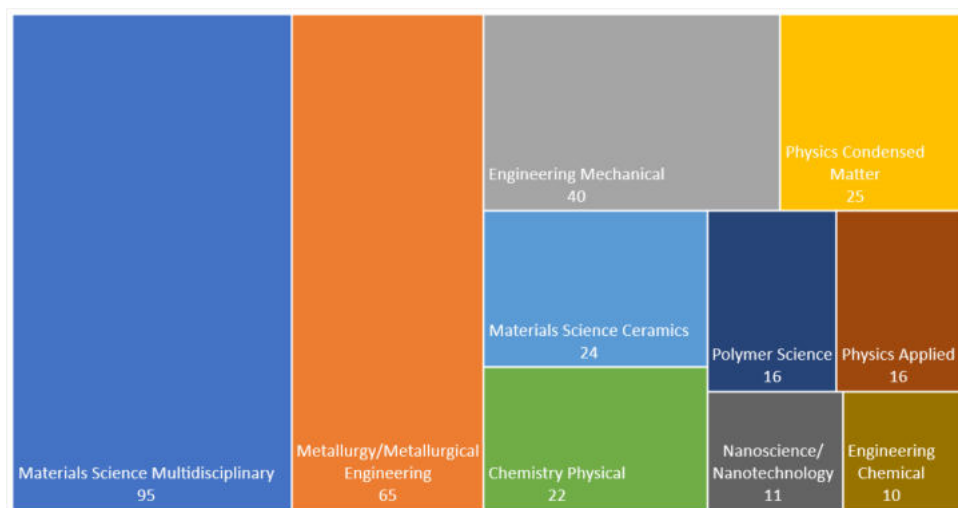 Materials Science Multidisciplinary
95
Metallurgy/Metallurgical
Engineering
65
Engineering Mechanical
40
Physics Condensed
Matter
25
Materials Science Ceramics
24
Chemistry Physical
22
Polymer Science
16
Physics Applied
16
Nanoscience/
Nanotechnology
11
Engineering
Chemical
10